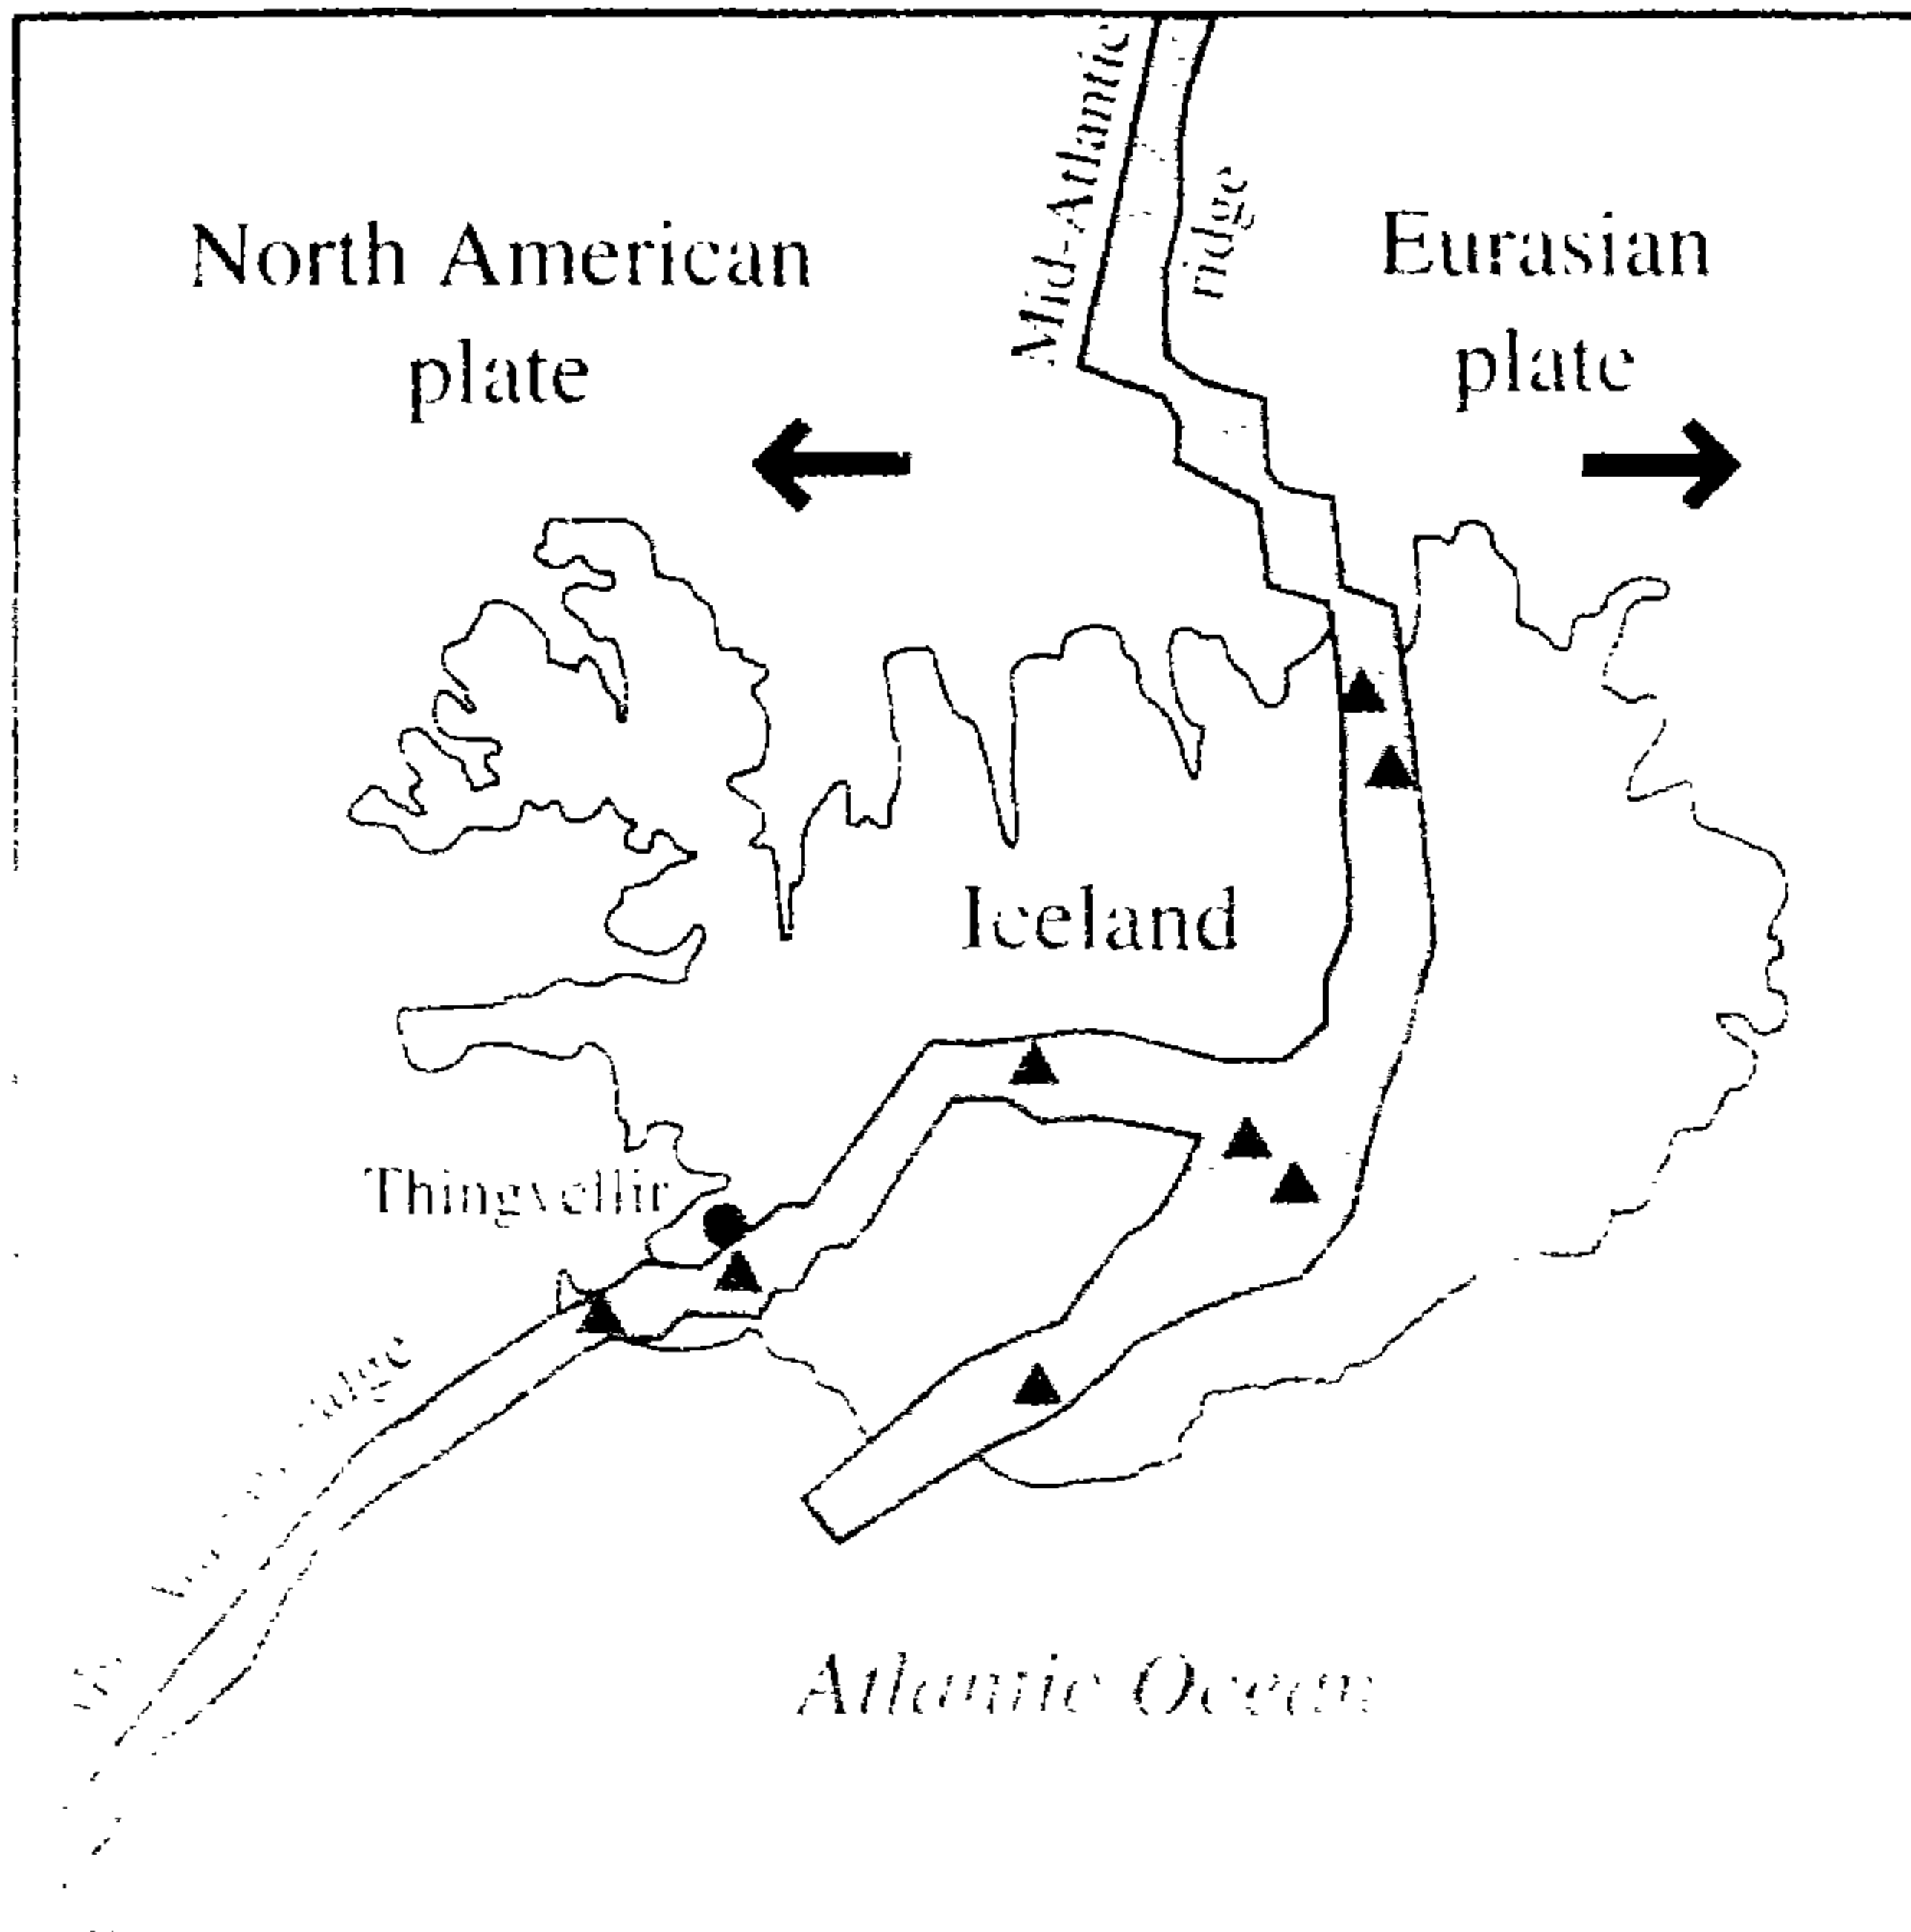 Mid-Atlantic
ridge
North American
plate
Eurasian
plate
Iceland
Thingvellir
Atlantic Ocean